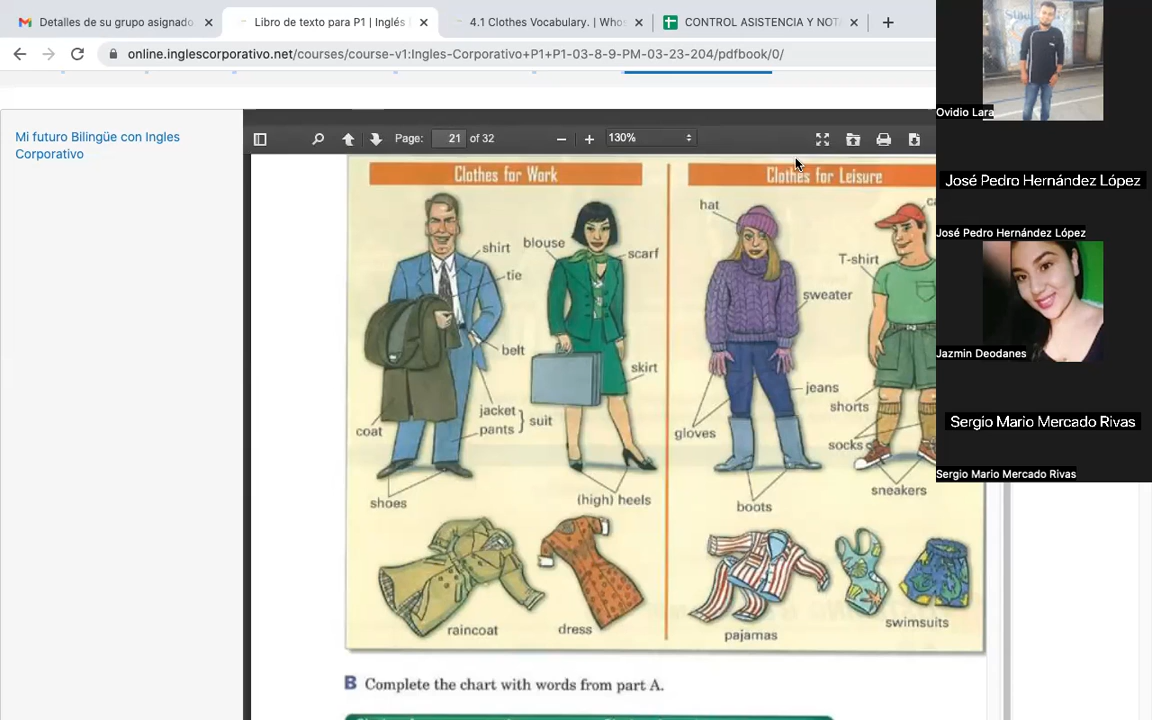 Detalles de su grupo asignado
Libro de texto para P1 | Inglés
4.1 Clothes Vocabulary. | Whos
CONTROL ASISTENCIA Y NOT
online.inglescorporativo.net/courses/course-v1:Ingles-Corporativo+P1+P1-03-8-9-PM-03-23-204/pdfbook/0/
Mi futuro Bilingüe con Ingles
Corporativo
Page: 21 of 32
130%
Clothes for Work
Clothes for Leisure
shirt
tie
belt
jacket
pants
suit
coat
shoes
blouse
scarf
skirt
(high) heels
raincoat
dress
hat
sweater
jeans
gloves
boots
T-shirt
shorts
socks
sneakers
pajamas
swimsuits
B Complete the chart with words from part A.
Ovidio Lara
José Pedro Hernández López
José Pedro Hernández López
Jazmin Deodanes
Sergio Mario Mercado Rivas
Sergio Mario Mercado Rivas